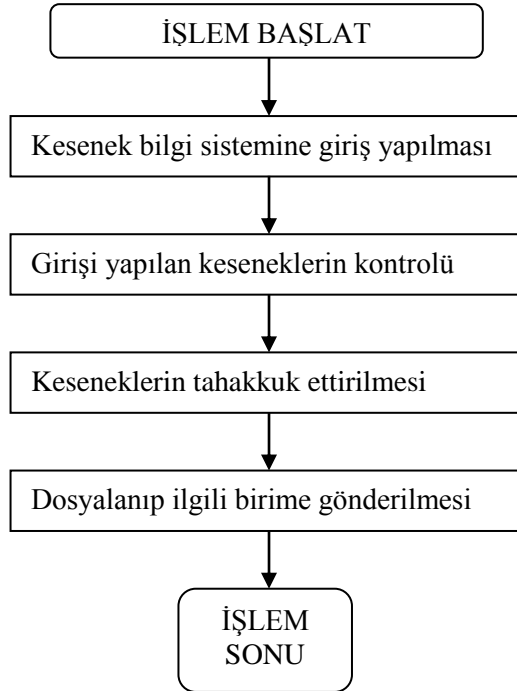 İŞLEM BAŞLAT
Kesenek bilgi sistemine giriş yapılması
Girişi yapılan keseneklerin kontrolü
Keseneklerin tahakkuk ettirilmesi
Dosyalanıp ilgili birime gönderilmesi
İŞLEM
SONU